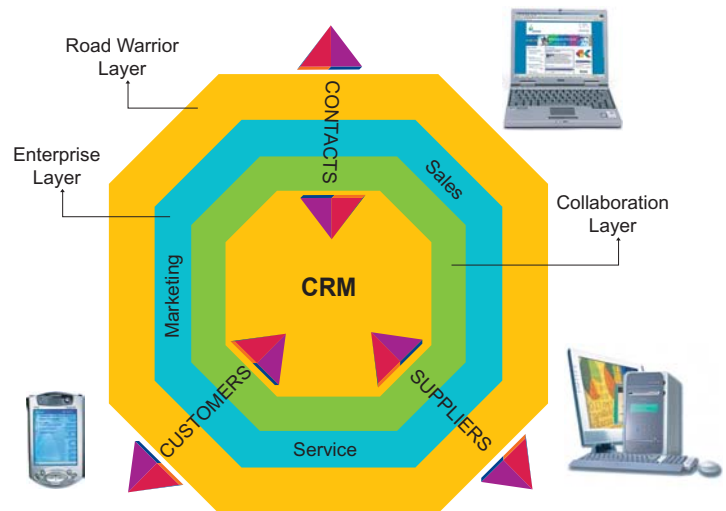 Road Warrior
Layer
CONTACTS
Enterprise
Layer
Sales
Collaboration
Layer
Marketing
CRM
CUSTOMERS
SUPPLIERS
Service